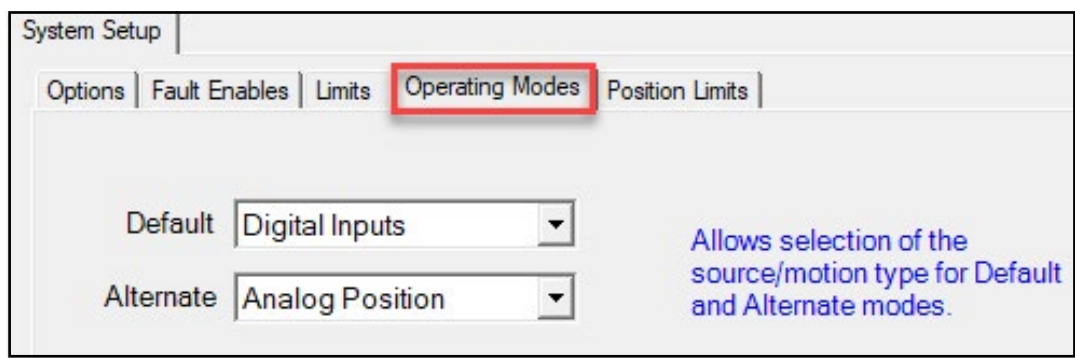 System Setup
Options Fault Enables Limits Operating Modes Position Limits
Default Digital Inputs
Allows selection of the
source/motion type for Default
and Alternate modes.
Alternate Analog Position